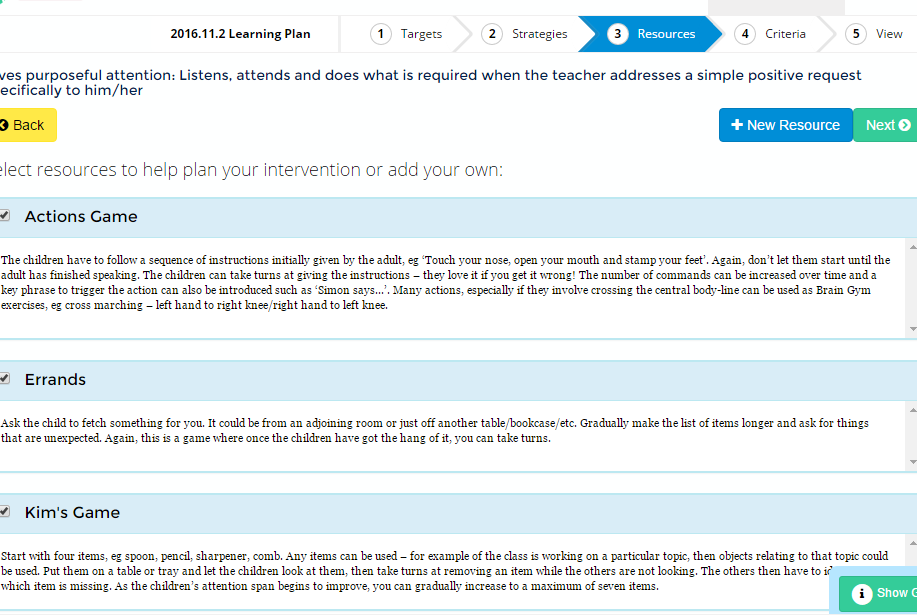 2016.11.2 Learning Plan
1 Targets
2 Strategies
3 Resources
4 Criteria
5 View
ves purposeful attention: Listens, attends and does what is required when the teacher addresses a simple positive request
ecifically to him/her
Back
+ New Resource
Next
elect resources to help plan your intervention or add your own:
Actions Game
The children have to follow a sequence of instructions initially given by the adult, eg ‘Touch your nose, open your mouth and stamp your feet’. Again, don’t let them start until the
adult has finished speaking. The children can take turns at giving the instructions – they love it if you get it wrong! The number of commands can be increased over time and a
key phrase to trigger the action can also be introduced such as ‘Simon says...’. Many actions, especially if they involve crossing the central body-line can be used as Brain Gym
exercises, eg cross marching – left hand to right knee/right hand to left knee.
Errands
Ask the child to fetch something for you. It could be from an adjoining room or just off another table/bookcase/etc. Gradually make the list of items longer and ask for things
that are unexpected. Again, this is a game where once the children have got the hang of it, you can take turns.
Kim's Game
Start with four items, eg spoon, pencil, sharpener, comb. Any items can be used – for example of the class is working on a particular topic, then objects relating to that topic could
be used. Put them on a table or tray and let the children look at them, then take turns at removing an item while the others are not looking. The others then have to
which item is missing. As the children’s attention span begins to improve, you can gradually increase to a maximum of seven items.
i Show